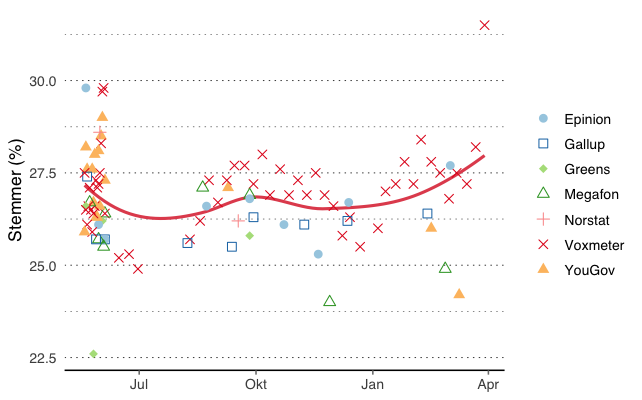 Stemmer (%)
30.0
27.5
25.0
22.5
Jul
Okt
Jan
Apr
Epinion
Gallup
Greens
Megafon
Norstat
Voxmeter
YouGov